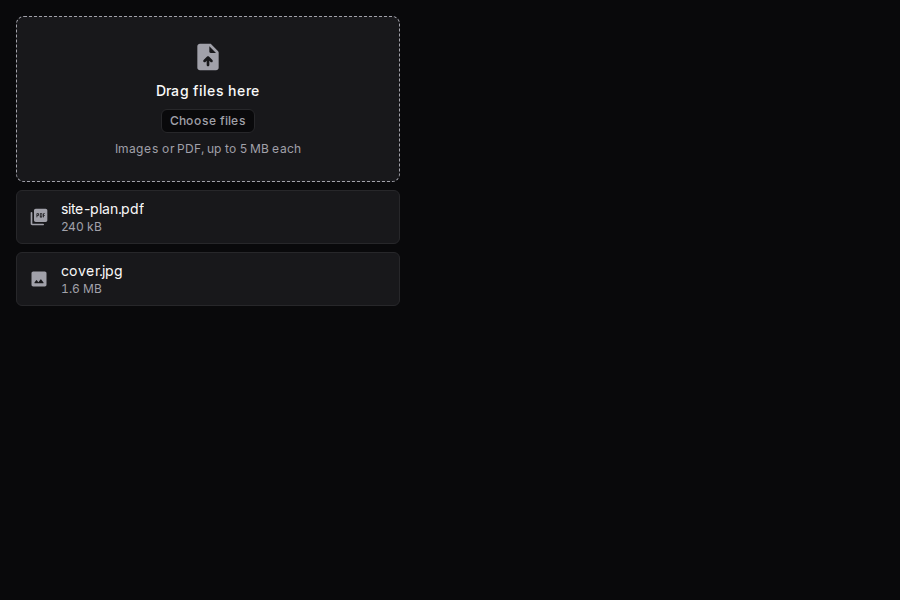 Drag files here
Choose files
Images or PDF, up to 5 MB each
PDF
site-plan.pdf
240 kB
cover.jpg
1.6 MB